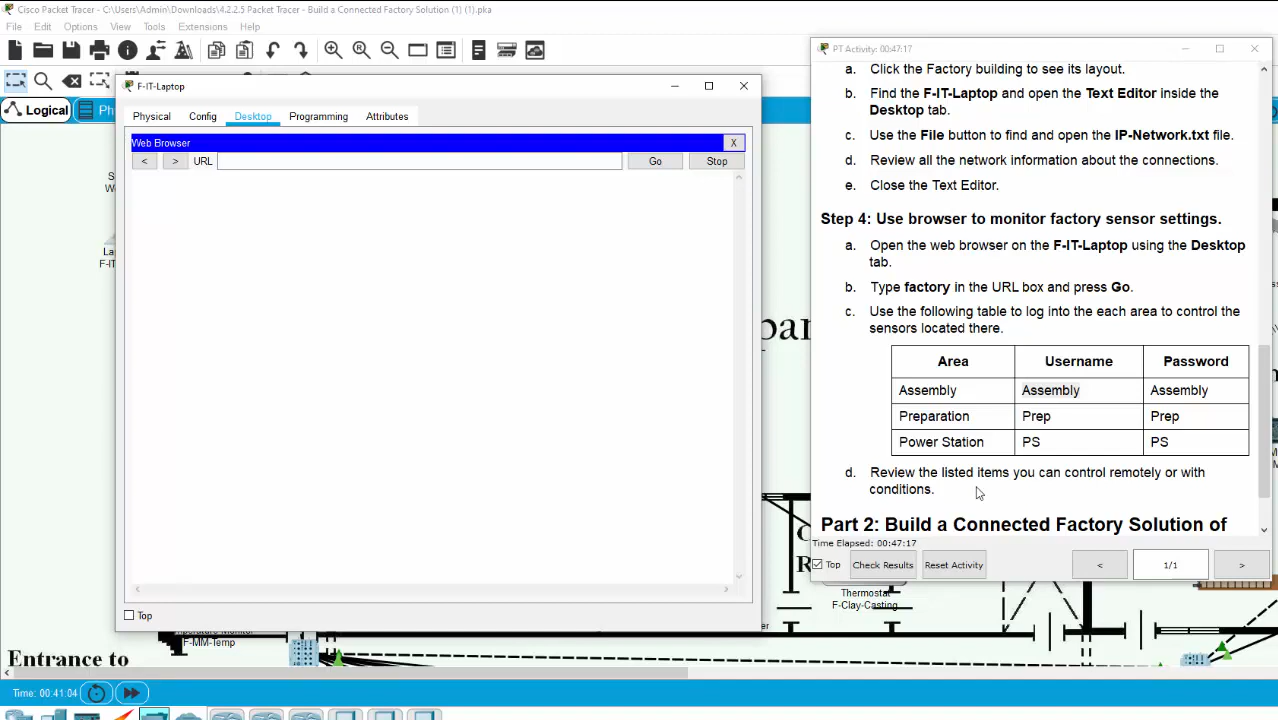 Cisco Packet Tracer - C:\Users\Admin\Downloads\4.2.2.5 Packet Tracer - Build a Connected Factory Solution (1) (1).pka
File Edit Options View Tools Extensions Help
Logical
F-IT-Laptop
Physical Config Desktop Programming Attributes
Web Browser X
< > URL Go Stop
Top
PT Activity: 00:47:17
a. Click the Factory building to see its layout.
b. Find the F-IT-Laptop and open the Text Editor inside the
Desktop tab.
c. Use the File button to find and open the IP-Network.txt file.
d. Review all the network information about the connections.
e. Close the Text Editor.
Step 4: Use browser to monitor factory sensor settings.
a. Open the web browser on the F-IT-Laptop using the Desktop
tab.
b. Type factory in the URL box and press Go.
c. Use the following table to log into the each area to control the
sensors located there.
Area Username Password
Assembly Assembly Assembly
Preparation Prep Prep
Power Station PS PS
d. Review the listed items you can control remotely or with
conditions.
Part 2: Build a Connected Factory Solution of
Time Elapsed: 00:47:17
Top Check Results Reset Activity < 1/1 >
Thermostat
F-Clay-Casting
F-MM-Temp
Entrance to
Time: 00:41:04